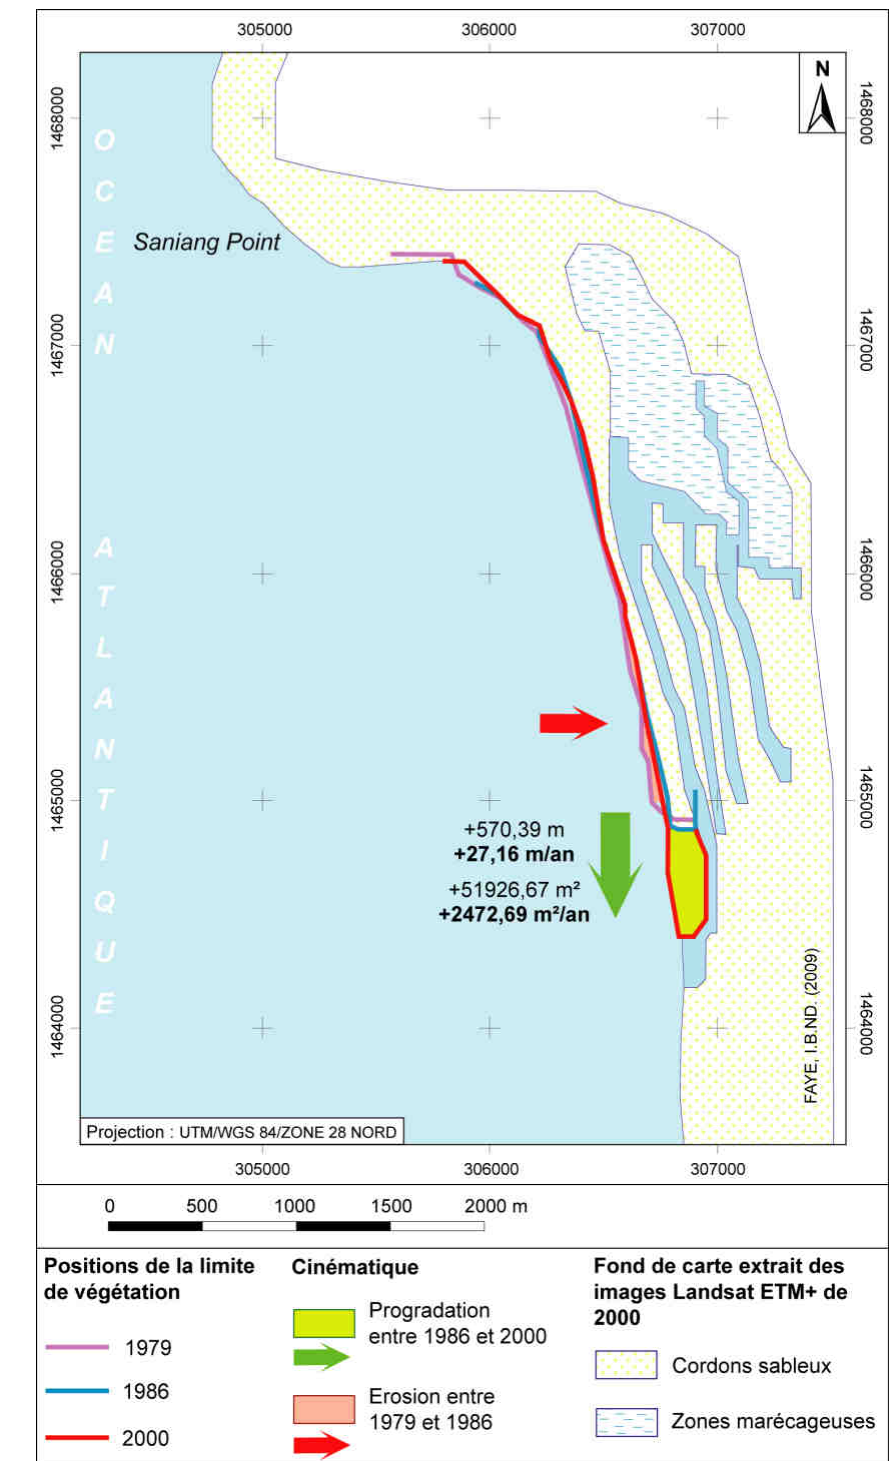 305000
306000
307000
N
1468000
1468000
OCEAN
Saniang Point
1467000
1467000
ATLANTIQUE
1466000
1466000
1465000
1465000
+570,39 m
+27,16 m/an
+51926,67 m²
+2472,69 m²/an
FAYE, I.B.ND. (2009)
1464000
1464000
Projection : UTM/WGS 84/ZONE 28 NORD
305000
306000
307000
0
500
1000
1500
2000 m
Positions de la limite
de végétation
1979
1986
2000
Cinématique
Progradation
entre 1986 et 2000
Erosion entre
1979 et 1986
Fond de carte extrait des
images Landsat ETM+ de
2000
Cordons sableux
Zones marécageuses